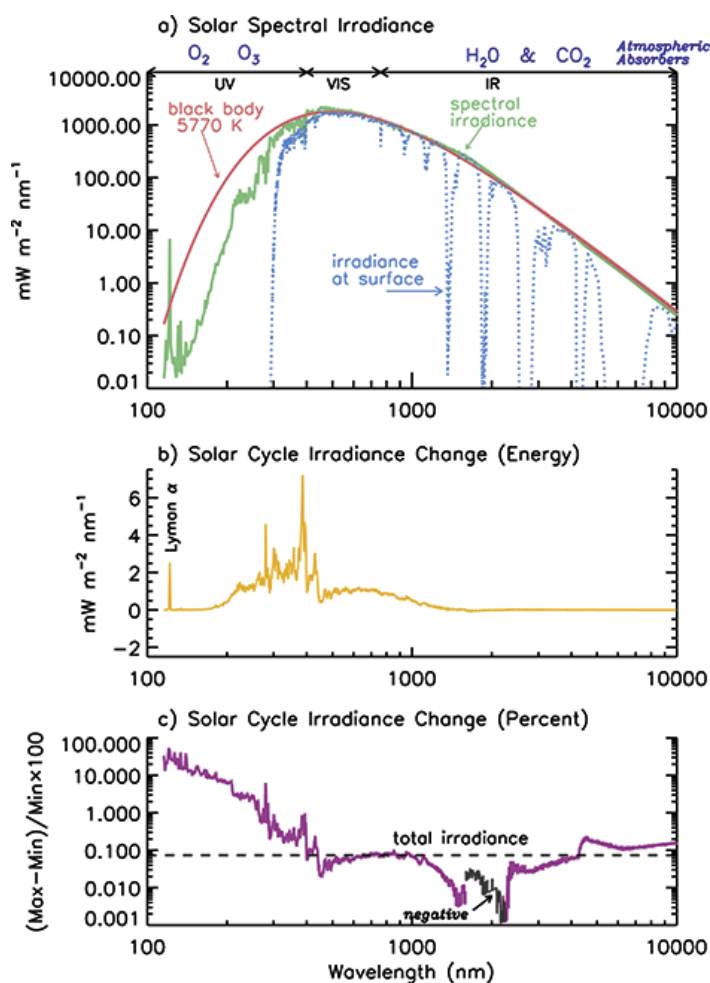 a) Solar Spectral Irradiance
O₂ O₃ H₂O & CO₂ Atmospheric
Absorbers
10000.00
UV VIS IR
black body
5770 K
spectral
irradiance
1000.00
100.00
10.00
1.00
0.10
0.01
mW m⁻² nm⁻¹
irradiance
at surface
100 1000 10000
b) Solar Cycle Irradiance Change (Energy)
Lyman α
6
4
2
0
−2
mW m⁻² nm⁻¹
100 1000 10000
c) Solar Cycle Irradiance Change (Percent)
100.000
10.000
1.000
0.100
0.010
0.001
(Max−Min)/Min×100
total irradiance
negative
100 1000 10000
Wavelength (nm)